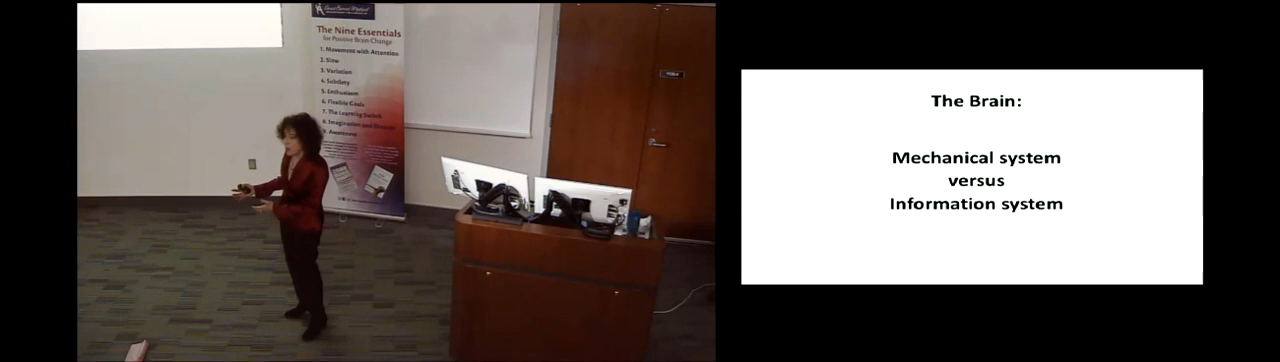 The Nine Essentials
for Positive Brain Change
1. Movement with Attention
2. Slow
3. Variation
4. Subtlety
5. Enthusiasm
6. Flexible Goals
7. The Learning Switch
8. Imagination and Dreams
9. Awareness
The Brain:
Mechanical system
versus
Information system